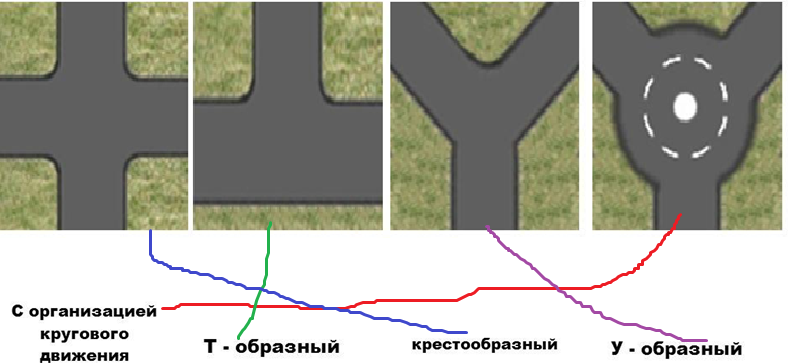 С организацией
кругового
движения
Т - образный
крестообразный
У - образный